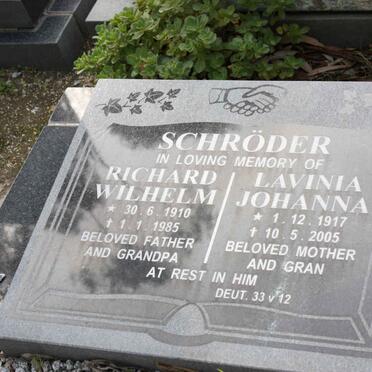 SCHRÖDER
IN LOVING MEMORY OF
RICHARD
WILHELM
★ 30.6.1910
✝ 1.1.1985
BELOVED FATHER
AND GRANDPA
LAVINIA
JOHANNA
★ 1.12.1917
✝ 10.5.2005
BELOVED MOTHER
AND GRAN
AT REST IN HIM
DEUT. 33 v 12